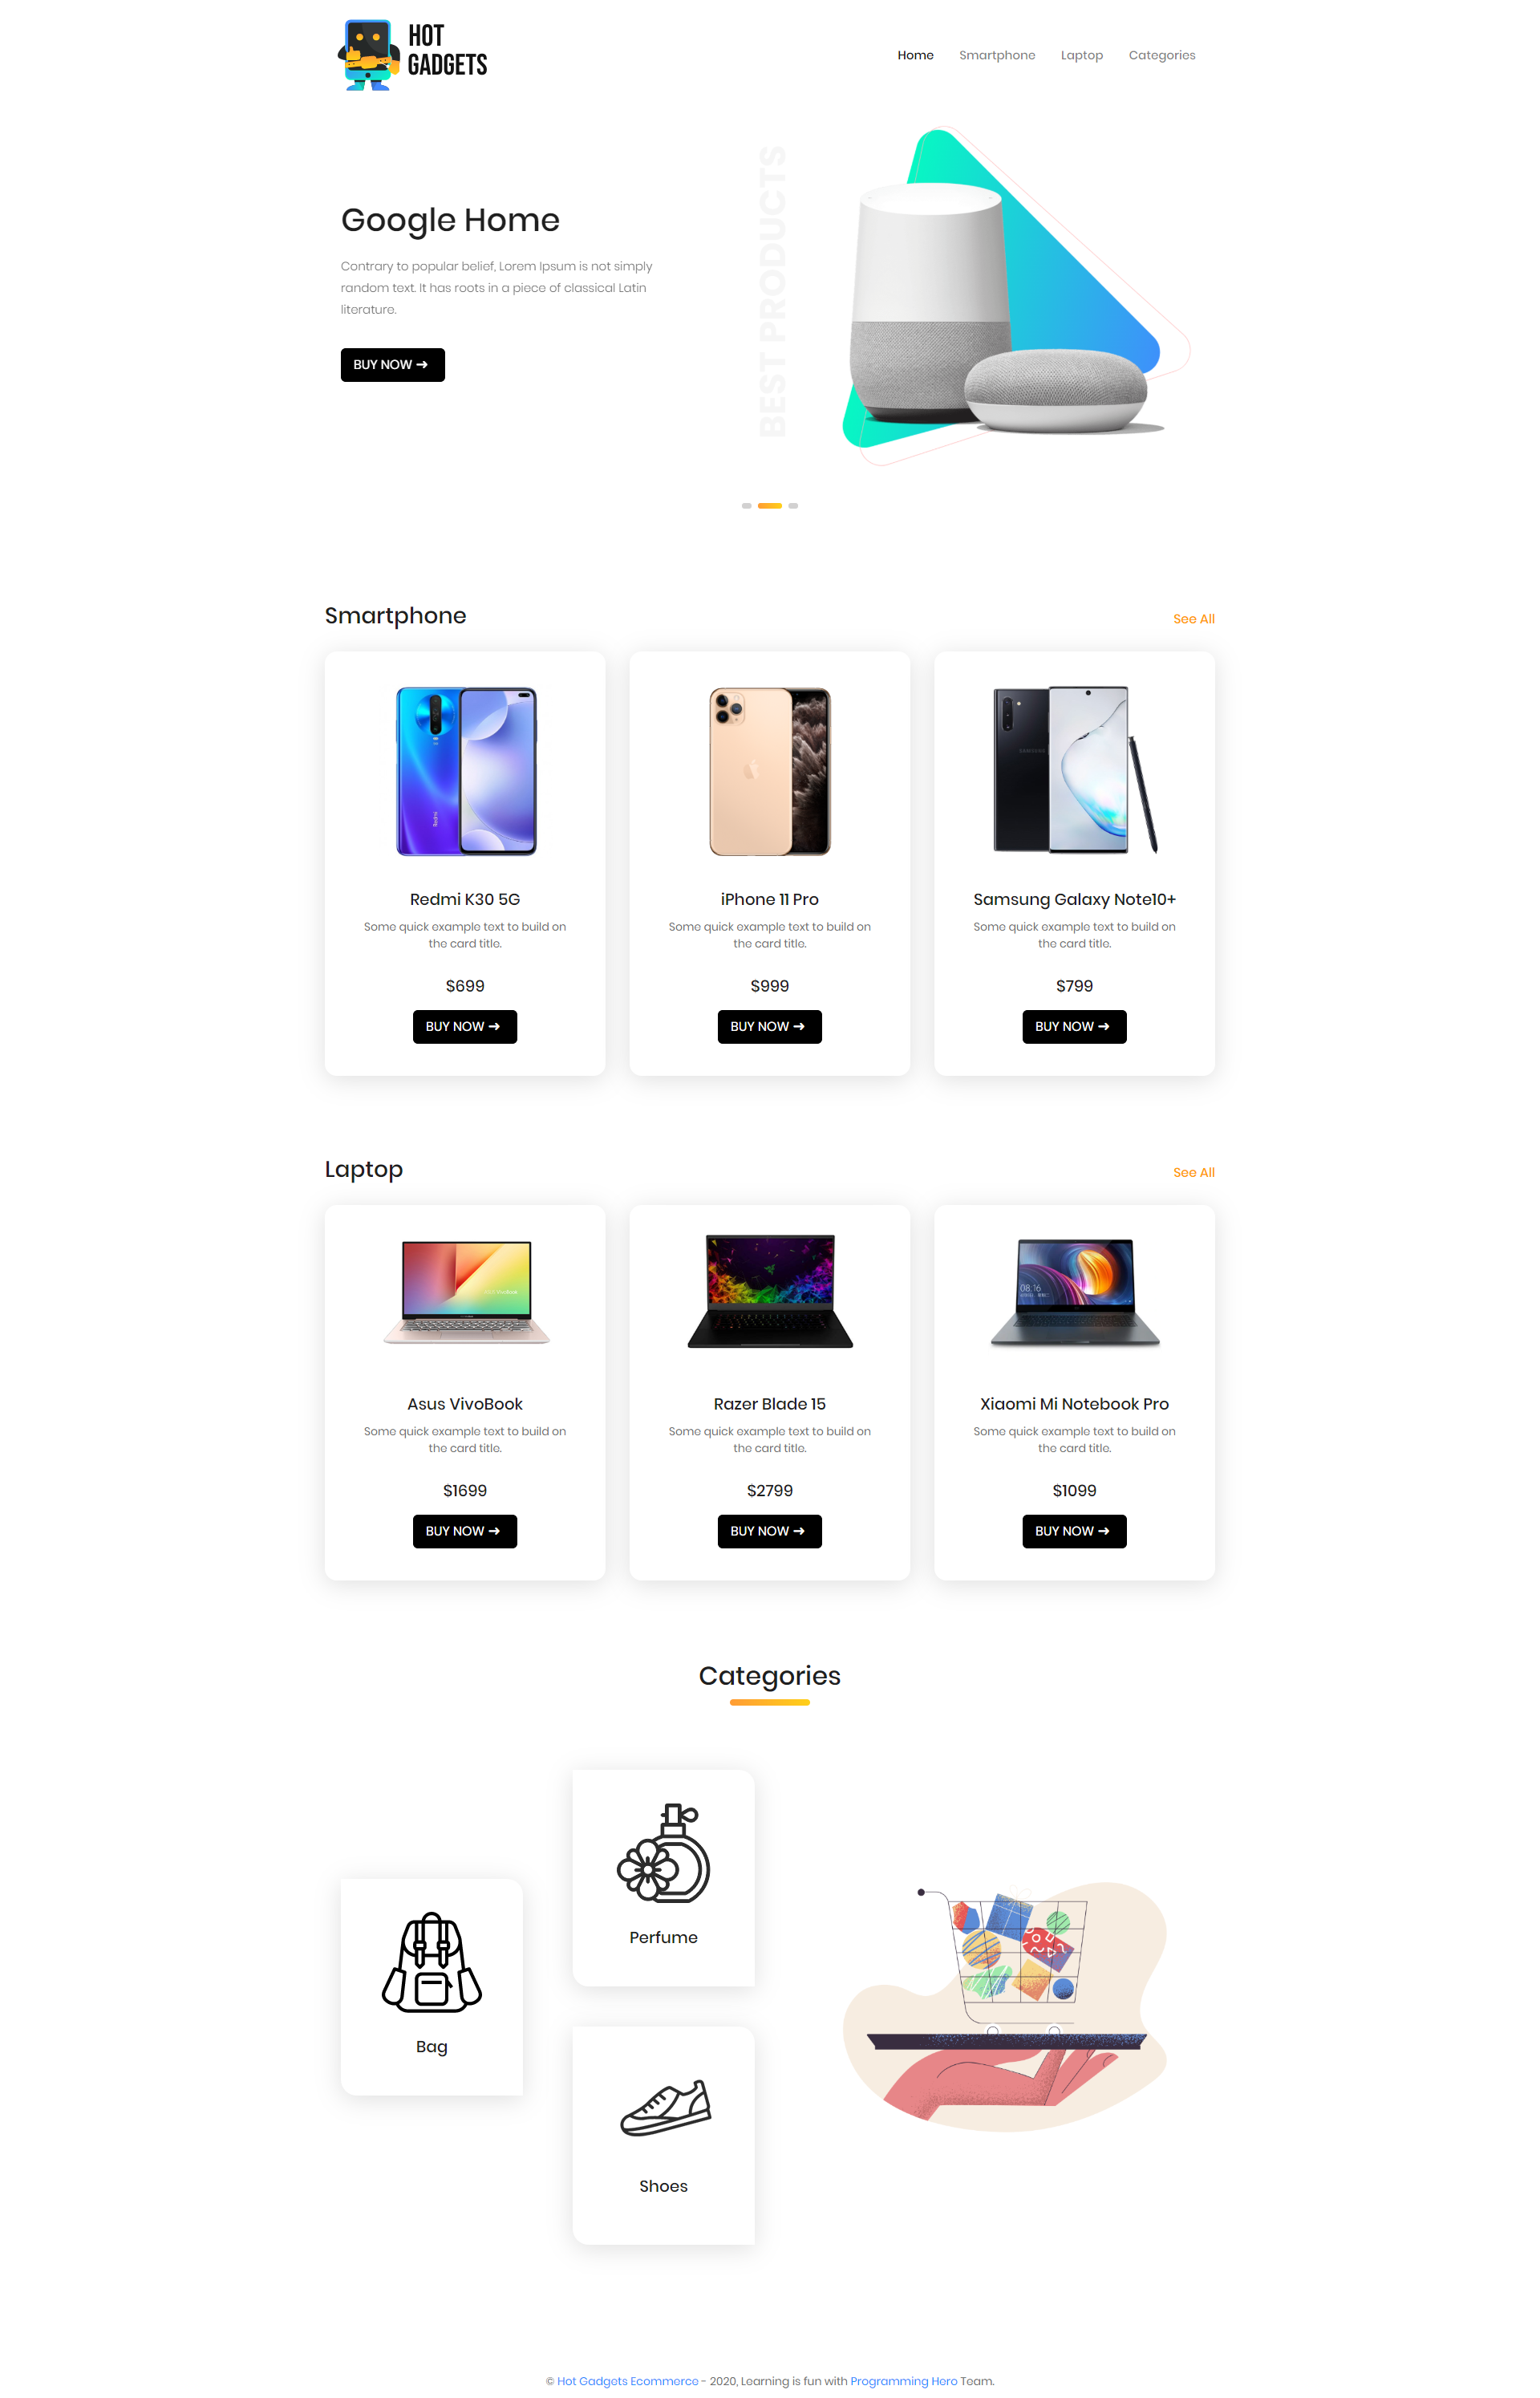 HOT
GADGETS
Home Smartphone Laptop Categories
BEST PRODUCTS
Google Home
Contrary to popular belief, Lorem Ipsum is not simply
random text. It has roots in a piece of classical Latin
literature.
BUY NOW ➜
Smartphone See All
Redmi
SAMSUNG
Redmi K30 5G
Some quick example text to build on
the card title.
$699
BUY NOW ➜
iPhone 11 Pro
Some quick example text to build on
the card title.
$999
BUY NOW ➜
Samsung Galaxy Note10+
Some quick example text to build on
the card title.
$799
BUY NOW ➜
Laptop See All
08:16
Asus VivoBook
Some quick example text to build on
the card title.
$1699
BUY NOW ➜
Razer Blade 15
Some quick example text to build on
the card title.
$2799
BUY NOW ➜
Xiaomi Mi Notebook Pro
Some quick example text to build on
the card title.
$1099
BUY NOW ➜
Categories
Bag
Perfume
Shoes
© Hot Gadgets Ecommerce - 2020, Learning is fun with Programming Hero Team.